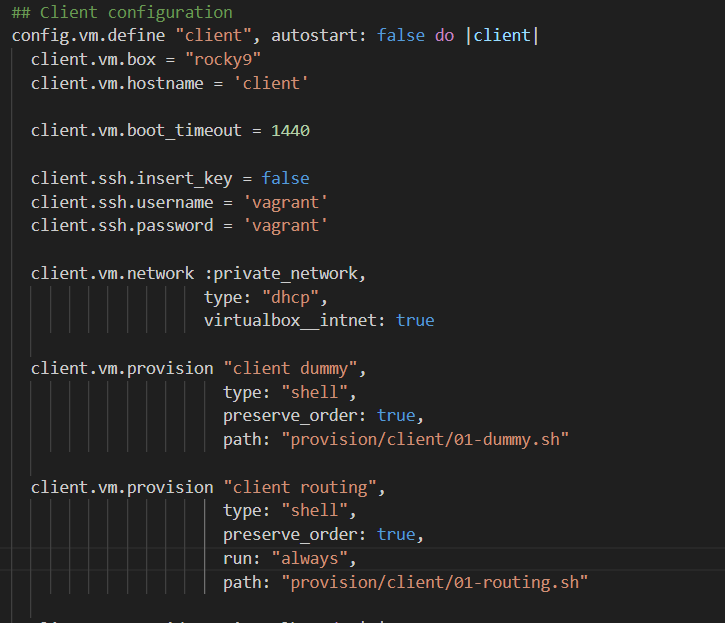 ## Client configuration
config.vm.define "client", autostart: false do |client|
client.vm.box = "rocky9"
client.vm.hostname = 'client'
client.vm.boot_timeout = 1440
client.ssh.insert_key = false
client.ssh.username = 'vagrant'
client.ssh.password = 'vagrant'
client.vm.network :private_network,
type: "dhcp",
virtualbox__intnet: true
client.vm.provision "client dummy",
type: "shell",
preserve_order: true,
path: "provision/client/01-dummy.sh"
client.vm.provision "client routing",
type: "shell",
preserve_order: true,
run: "always",
path: "provision/client/01-routing.sh"